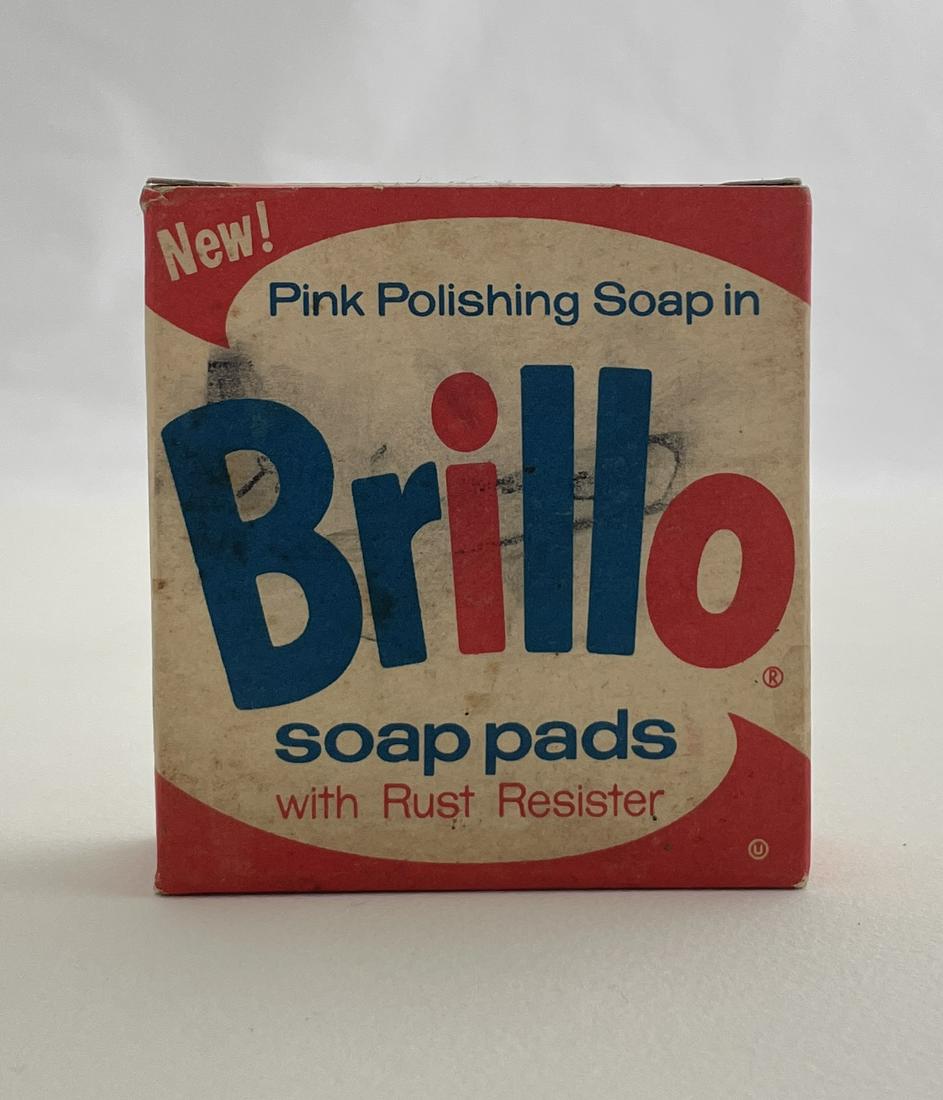 New!
Pink Polishing Soap in
Brillo®
soap pads
with Rust Resister
U